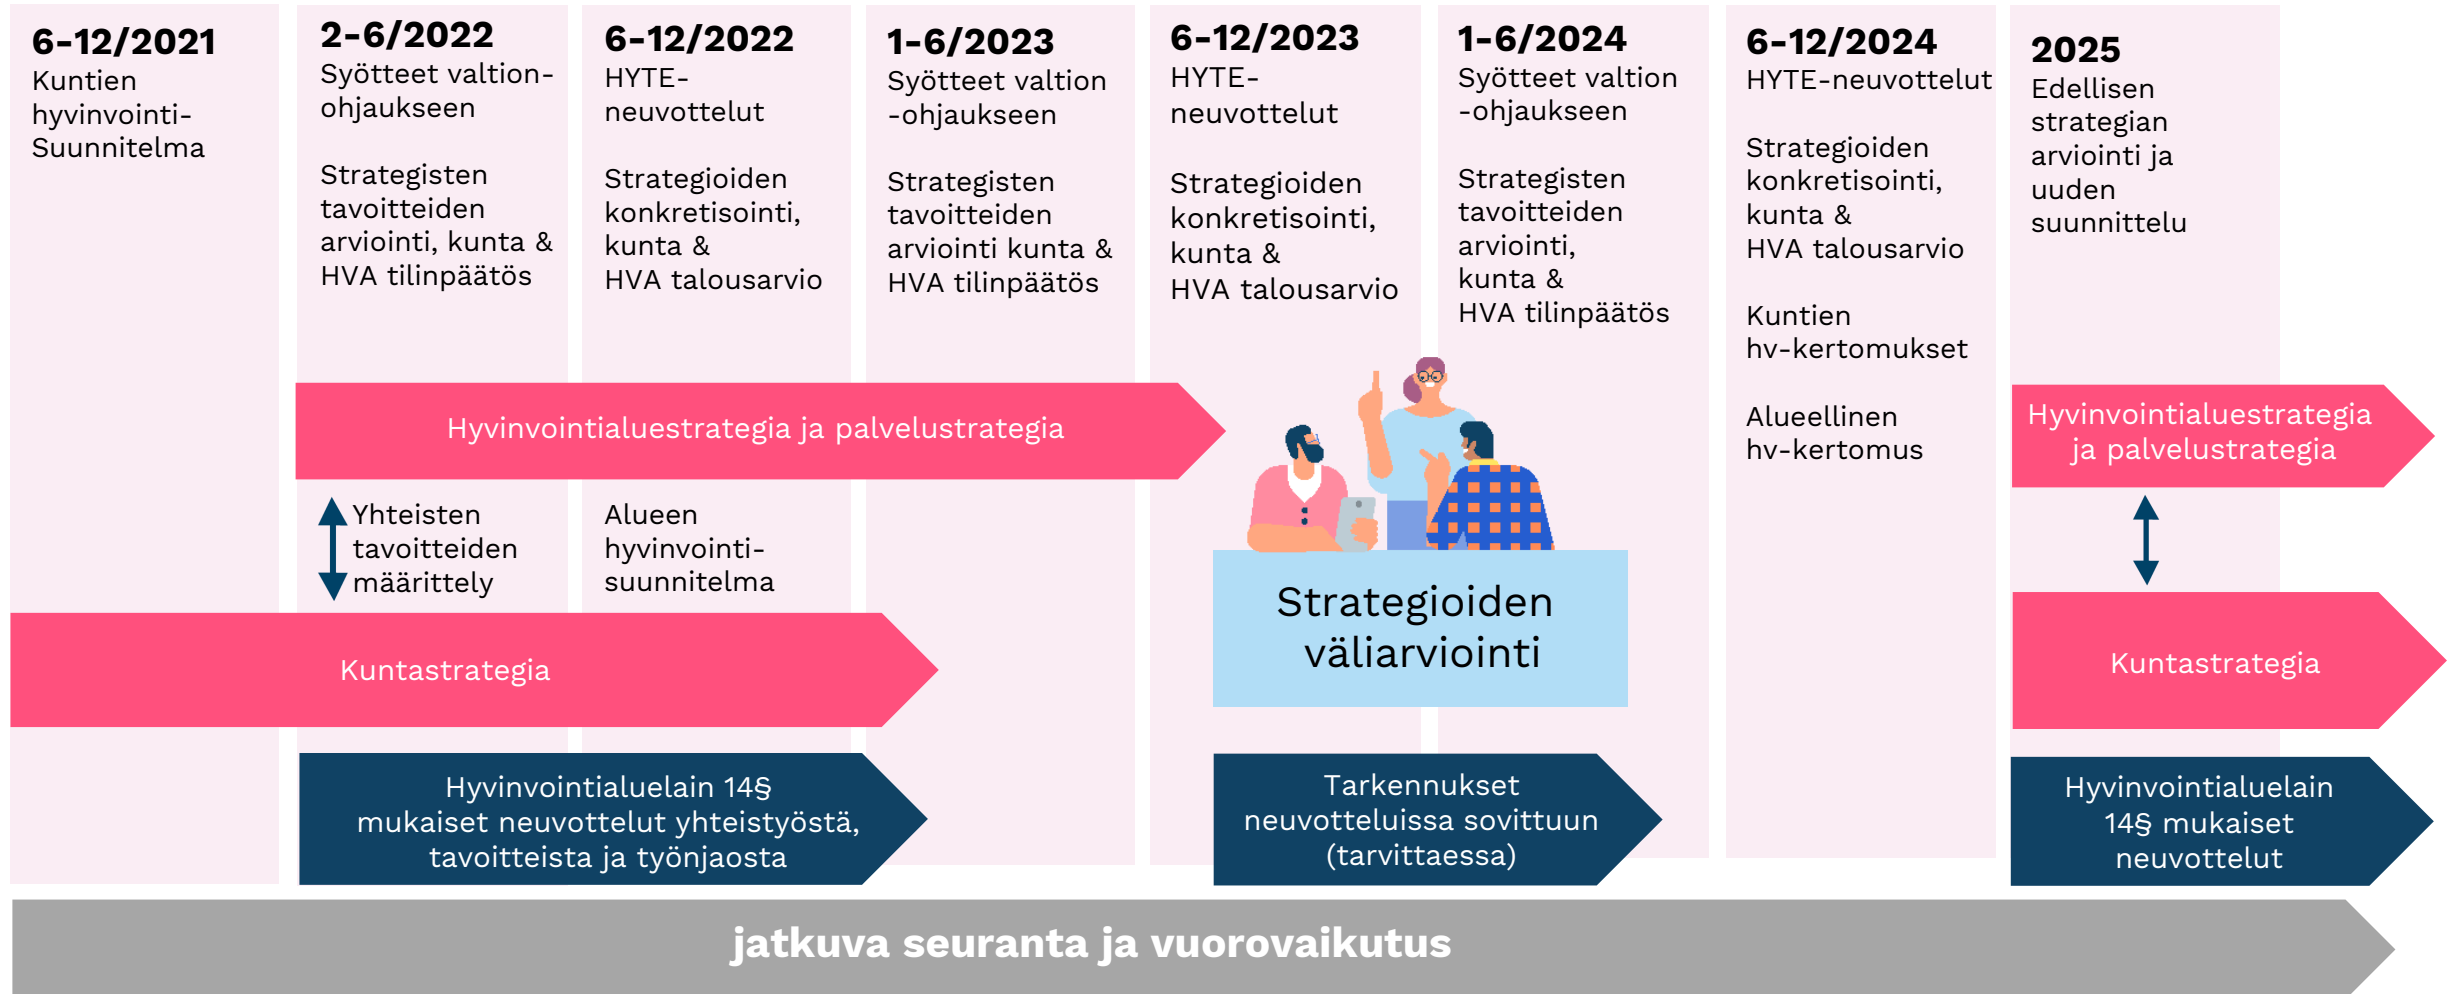 6-12/2021
Kuntien
hyvinvointi-
Suunnitelma
2-6/2022
Syötteet valtion-
ohjaukseen
Strategisten
tavoitteiden
arviointi, kunta &
HVA tilinpäätös
6-12/2022
HYTE-
neuvottelut
Strategioiden
konkretisointi,
kunta &
HVA talousarvio
1-6/2023
Syötteet valtion
-ohjaukseen
Strategisten
tavoitteiden
arviointi kunta &
HVA tilinpäätös
6-12/2023
HYTE-
neuvottelut
Strategioiden
konkretisointi,
kunta &
HVA talousarvio
1-6/2024
Syötteet valtion
-ohjaukseen
Strategisten
tavoitteiden
arviointi,
kunta &
HVA tilinpäätös
6-12/2024
HYTE-neuvottelut
Strategioiden
konkretisointi,
kunta &
HVA talousarvio
Kuntien
hv-kertomukset
Alueellinen
hv-kertomus
2025
Edellisen
strategian
arviointi ja
uuden
suunnittelu
Hyvinvointialuestrategia ja palvelustrategia
Hyvinvointialuestrategia
ja palvelustrategia
Yhteisten
tavoitteiden
määrittely
Alueen
hyvinvointi-
suunnitelma
Strategioiden
väliarviointi
Kuntastrategia
Kuntastrategia
Hyvinvointialuelain 14§
mukaiset neuvottelut yhteistyöstä,
tavoitteista ja työnjaosta
Tarkennukset
neuvotteluissa sovittuun
(tarvittaessa)
Hyvinvointialuelain
14§ mukaiset
neuvottelut
jatkuva seuranta ja vuorovaikutus